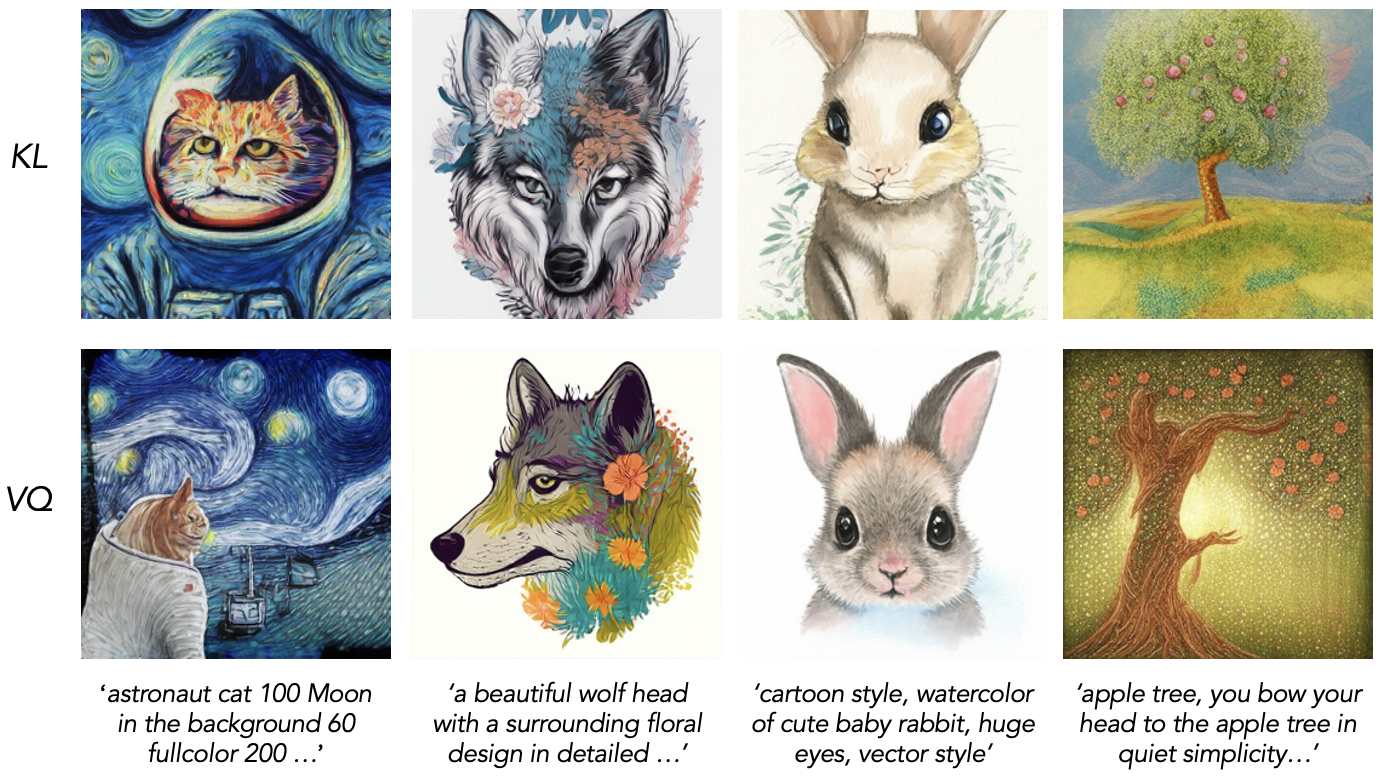 KL
VQ
‘astronaut cat 100 Moon
in the background 60
fullcolor 200 ...’
‘a beautiful wolf head
with a surrounding floral
design in detailed ...’
‘cartoon style, watercolor
of cute baby rabbit, huge
eyes, vector style’
‘apple tree, you bow your
head to the apple tree in
quiet simplicity...’